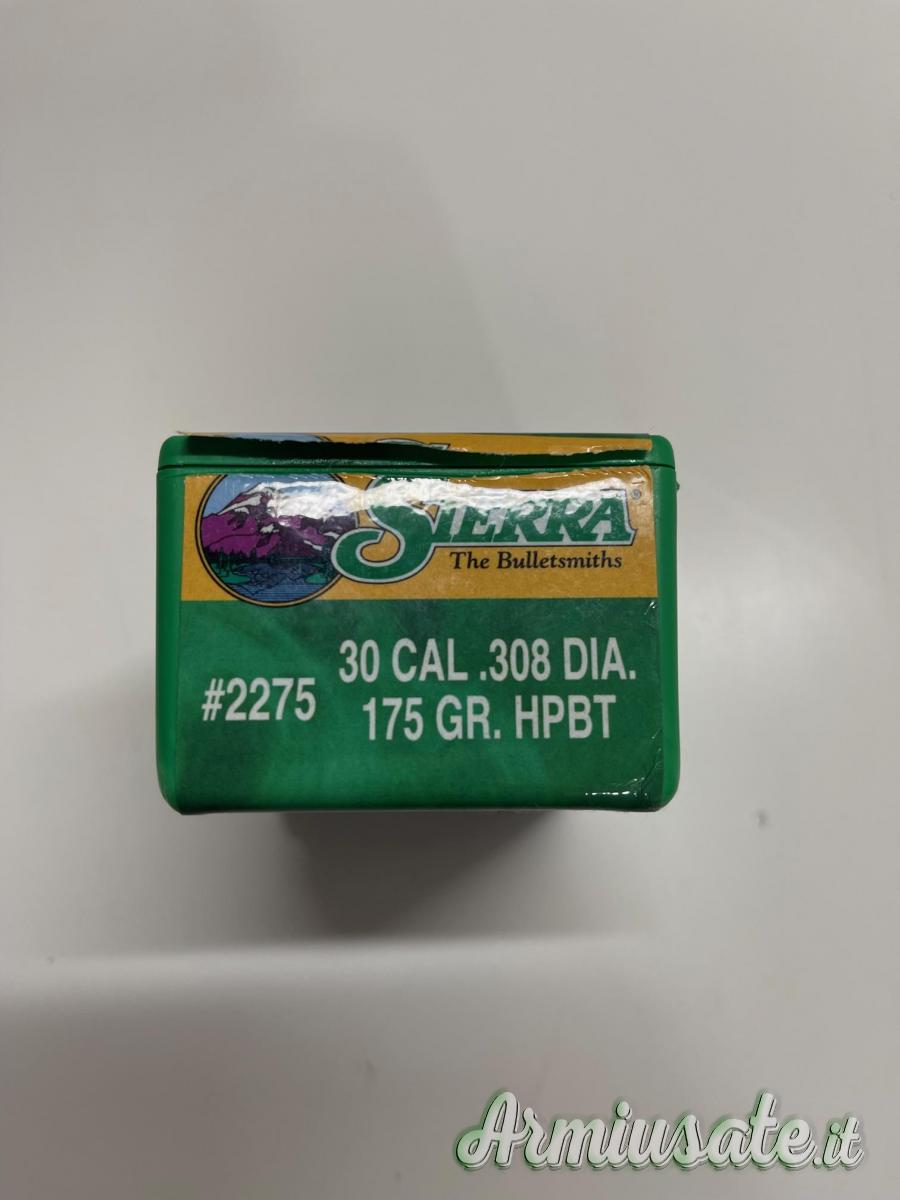 SIERRA®
The Bulletsmiths
#2275
30 CAL .308 DIA.
175 GR. HPBT
Armiusate.it